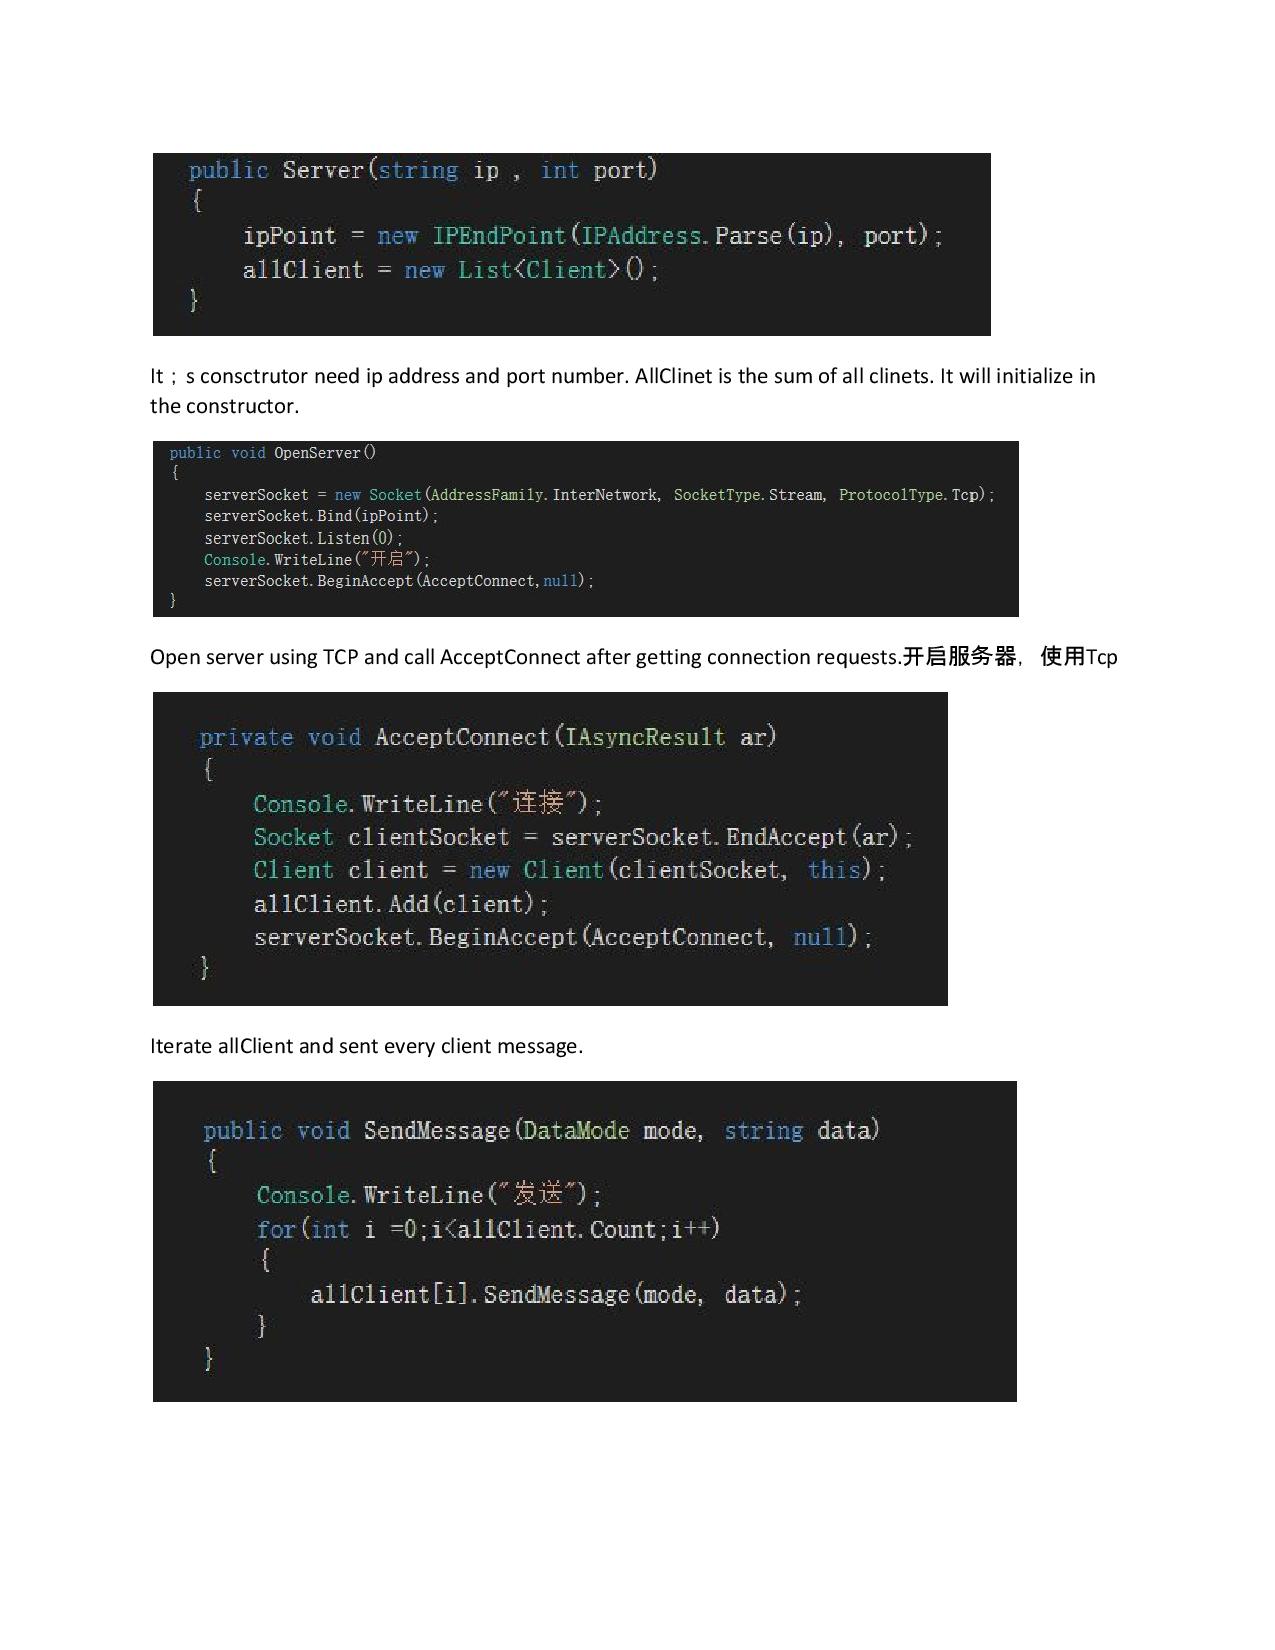 public Server(string ip , int port)
{
ipPoint = new IPEndPoint(IPAddress.Parse(ip), port);
allClient = new List<Client>();
}
It；s consctrutor need ip address and port number. AllClinet is the sum of all clinets. It will initialize in
the constructor.
public void OpenServer()
{
serverSocket = new Socket(AddressFamily.InterNetwork, SocketType.Stream, ProtocolType.Tcp);
serverSocket.Bind(ipPoint);
serverSocket.Listen(0);
Console.WriteLine("开启");
serverSocket.BeginAccept(AcceptConnect,null);
}
Open server using TCP and call AcceptConnect after getting connection requests.开启服务器，使用Tcp
private void AcceptConnect(IAsyncResult ar)
{
Console.WriteLine("连接");
Socket clientSocket = serverSocket.EndAccept(ar);
Client client = new Client(clientSocket, this);
allClient.Add(client);
serverSocket.BeginAccept(AcceptConnect, null);
}
Iterate allClient and sent every client message.
public void SendMessage(DataMode mode, string data)
{
Console.WriteLine("发送");
for(int i =0;i<allClient.Count;i++)
{
allClient[i].SendMessage(mode, data);
}
}